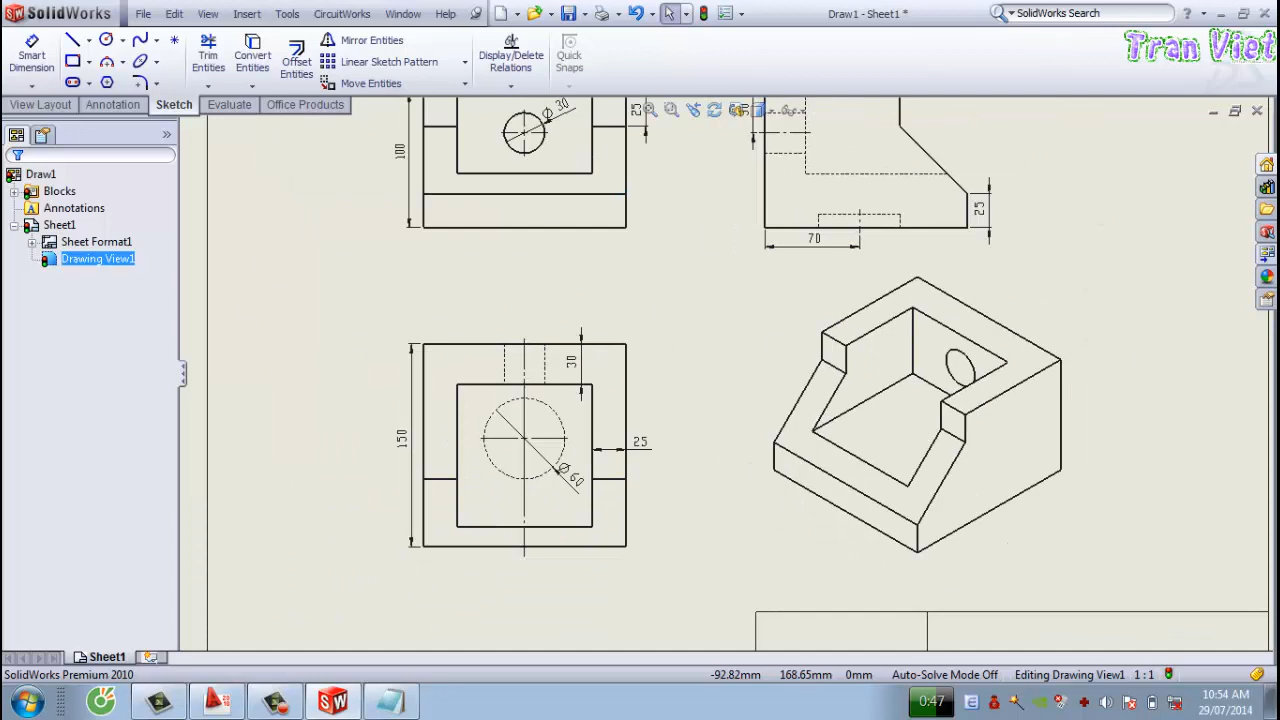 SolidWorks File Edit View Insert Tools CircuitWorks Window Help Draw1 - Sheet1 * SolidWorks Search
Tran Viet
Smart Dimension
Trim Entities
Convert Entities
Offset Entities
Mirror Entities
Linear Sketch Pattern
Move Entities
Display/Delete Relations
Quick Snaps
View Layout Annotation Sketch Evaluate Office Products
Draw1
Blocks
Annotations
Sheet1
Sheet Format1
Drawing View1
100
Ø 30
25
70
25
150
30
25
Ø 60
Sheet1
SolidWorks Premium 2010 -92.82mm 168.65mm 0mm Auto-Solve Mode Off Editing Drawing View1 1 : 1
0:47
10:54 AM
29/07/2014